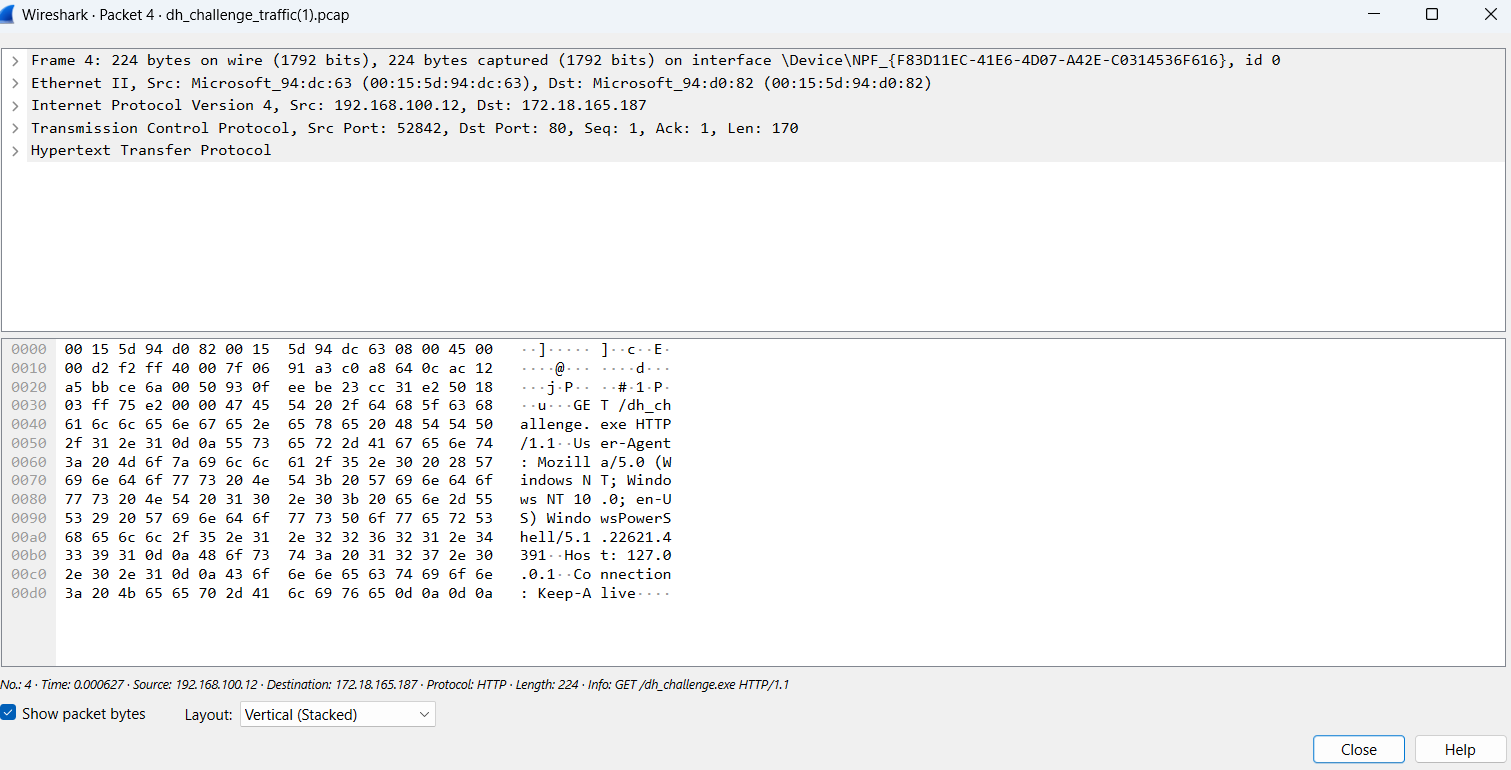 Wireshark · Packet 4 · dh_challenge_traffic(1).pcap
Frame 4: 224 bytes on wire (1792 bits), 224 bytes captured (1792 bits) on interface \Device\NPF_{F83D11EC-41E6-4D07-A42E-C0314536F616}, id 0
Ethernet II, Src: Microsoft_94:dc:63 (00:15:5d:94:dc:63), Dst: Microsoft_94:d0:82 (00:15:5d:94:d0:82)
Internet Protocol Version 4, Src: 192.168.100.12, Dst: 172.18.165.187
Transmission Control Protocol, Src Port: 52842, Dst Port: 80, Seq: 1, Ack: 1, Len: 170
Hypertext Transfer Protocol
0000 00 15 5d 94 d0 82 00 15 5d 94 dc 63 08 00 45 00 ··]····· ]··c··E·
0010 00 d2 f2 ff 40 00 7f 06 91 a3 c0 a8 64 0c ac 12 ····@··· ····d···
0020 a5 bb ce 6a 00 50 93 0f ee be 23 cc 31 e2 50 18 ···j·P·· ··#·1·P·
0030 03 ff 75 e2 00 00 47 45 54 20 2f 64 68 5f 63 68 ··u···GE T /dh_ch
0040 61 6c 6c 65 6e 67 65 2e 65 78 65 20 48 54 54 50 allenge. exe HTTP
0050 2f 31 2e 31 0d 0a 55 73 65 72 2d 41 67 65 6e 74 /1.1··Us er-Agent
0060 3a 20 4d 6f 7a 69 6c 6c 61 2f 35 2e 30 20 28 57 : Mozill a/5.0 (W
0070 69 6e 64 6f 77 73 20 4e 54 3b 20 57 69 6e 64 6f indows N T; Windo
0080 77 73 20 4e 54 20 31 30 2e 30 3b 20 65 6e 2d 55 ws NT 10 .0; en-U
0090 53 29 20 57 69 6e 64 6f 77 73 50 6f 77 65 72 53 S) Windo wsPowerS
00a0 68 65 6c 6c 2f 35 2e 31 2e 32 32 36 32 31 2e 34 hell/5.1 .22621.4
00b0 33 39 31 0d 0a 48 6f 73 74 3a 20 31 32 37 2e 30 391··Hos t: 127.0
00c0 2e 30 2e 31 0d 0a 43 6f 6e 6e 65 63 74 69 6f 6e .0.1··Co nnection
00d0 3a 20 4b 65 65 70 2d 41 6c 69 76 65 0d 0a 0d 0a : Keep-A live····
No.: 4 · Time: 0.000627 · Source: 192.168.100.12 · Destination: 172.18.165.187 · Protocol: HTTP · Length: 224 · Info: GET /dh_challenge.exe HTTP/1.1
Show packet bytes Layout: Vertical (Stacked)
Close Help